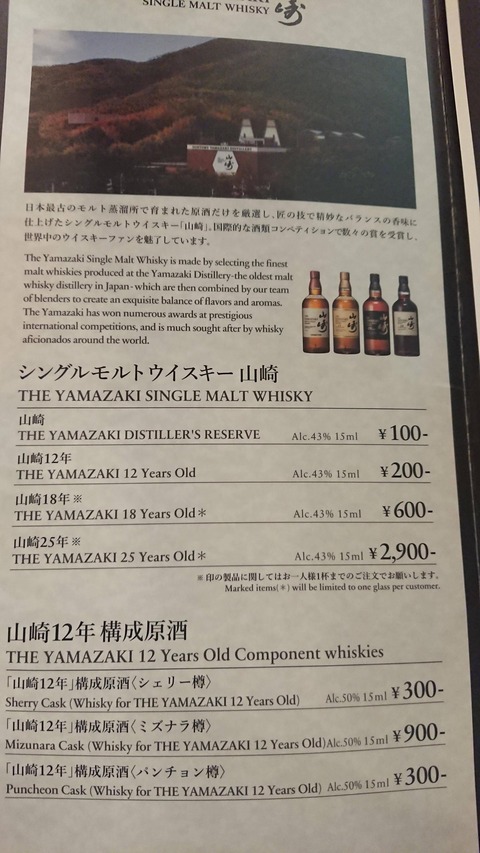 SINGLE MALT WHISKY
SUNTORY YAMAZAKI DISTILLERY
山崎
日本最古のモルト蒸溜所で育まれた原酒だけを厳選し、匠の技で精妙なバランスの香味に
仕上げたシングルモルトウイスキー「山崎」。国際的な酒類コンペティションで数々の賞を受賞し、
世界中のウイスキーファンを魅了しています。
The Yamazaki Single Malt Whisky is made by selecting the finest
malt whiskies produced at the Yamazaki Distillery-the oldest malt
whisky distillery in Japan-which are then combined by our team
of blenders to create an exquisite balance of flavors and aromas.
The Yamazaki has won numerous awards at prestigious
international competitions, and is much sought after by whisky
aficionados around the world.
シングルモルトウイスキー 山崎
THE YAMAZAKI SINGLE MALT WHISKY
山崎
THE YAMAZAKI DISTILLER'S RESERVE Alc.43% 15ml ¥100-
山崎12年
THE YAMAZAKI 12 Years Old Alc.43% 15ml ¥200-
山崎18年※
THE YAMAZAKI 18 Years Old＊ Alc.43% 15ml ¥600-
山崎25年※
THE YAMAZAKI 25 Years Old＊ Alc.43% 15ml ¥2,900-
※印の製品に関してはお一人様1杯までのご注文でお願いします。
Marked items(＊) will be limited to one glass per customer.
山崎12年 構成原酒
THE YAMAZAKI 12 Years Old Component whiskies
「山崎12年」構成原酒〈シェリー樽〉
Sherry Cask (Whisky for THE YAMAZAKI 12 Years Old) Alc.50% 15ml ¥300-
「山崎12年」構成原酒〈ミズナラ樽〉
Mizunara Cask (Whisky for THE YAMAZAKI 12 Years Old) Alc.50% 15ml ¥900-
「山崎12年」構成原酒〈パンチョン樽〉
Puncheon Cask (Whisky for THE YAMAZAKI 12 Years Old) Alc.50% 15ml ¥300-